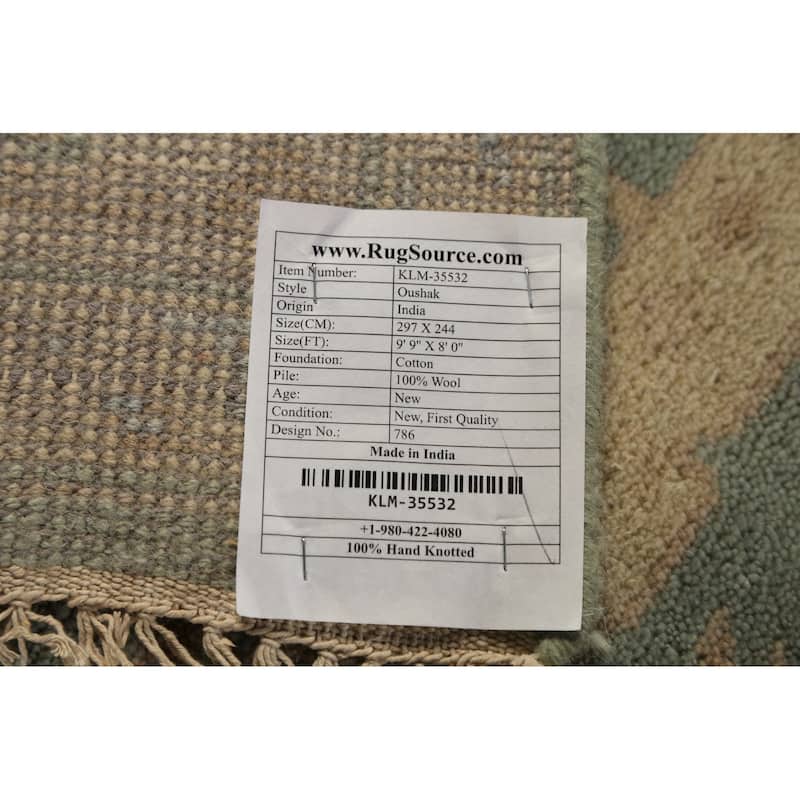 www.RugSource.com
Item Number: KLM-35532
Style Oushak
Origin India
Size(CM): 297 X 244
Size(FT): 9' 9" X 8' 0"
Foundation: Cotton
Pile: 100% Wool
Age: New
Condition: New, First Quality
Design No.: 786
Made in India
KLM-35532
+1-980-422-4080
100% Hand Knotted